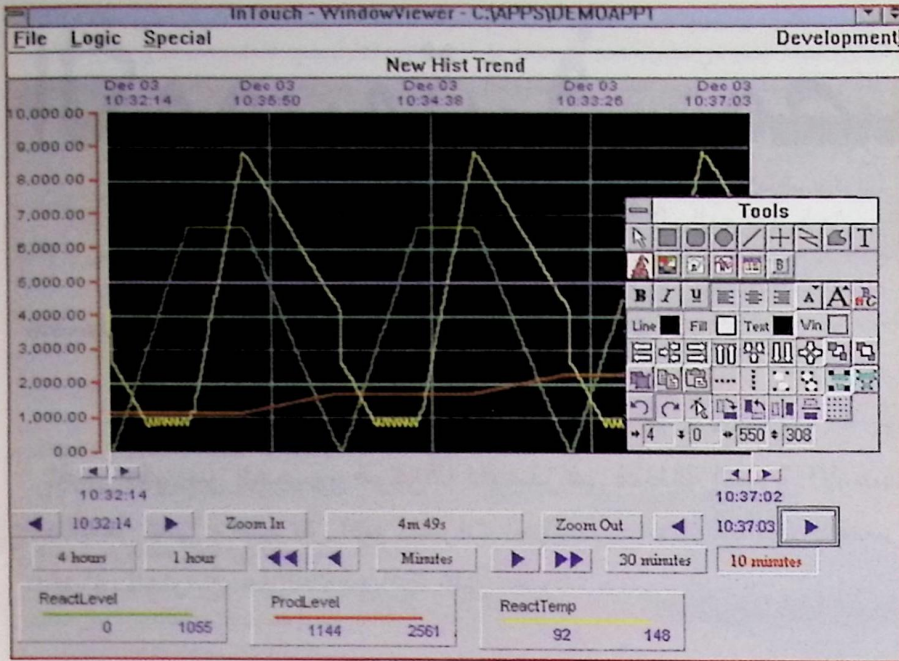 InTouch - WindowViewer - C:\APPS\DEMOAPP1
File Logic Special Development
New Hist Trend
Dec 03 Dec 03 Dec 03 Dec 03 Dec 03
10:32:14 10:35:50 10:34:38 10:33:26 10:37:03
10,000.00
9,000.00
8,000.00
7,000.00
6,000.00
5,000.00
4,000.00
3,000.00
2,000.00
1,000.00
0.00
Tools
T
B I U A A
Line Fill Text Win
4 0 550 308
10:32:14 10:37:02
10:32:14 Zoom In 4m 49s Zoom Out 10:37:03
4 hours 1 hour Minutes 30 minutes 10 minutes
ReactLevel ProdLevel ReactTemp
0 1055 1144 2561 92 148